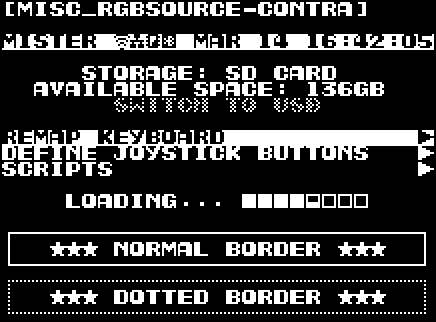 [MISC_RGBSOURCE-CONTRA]
MISTER MAR 14 16:42:05
STORAGE: SD CARD
AVAILABLE SPACE: 136GB
SWITCH TO USB
REMAP KEYBOARD
DEFINE JOYSTICK BUTTONS
SCRIPTS
LOADING...
★★★ NORMAL BORDER ★★★
★★★ DOTTED BORDER ★★★